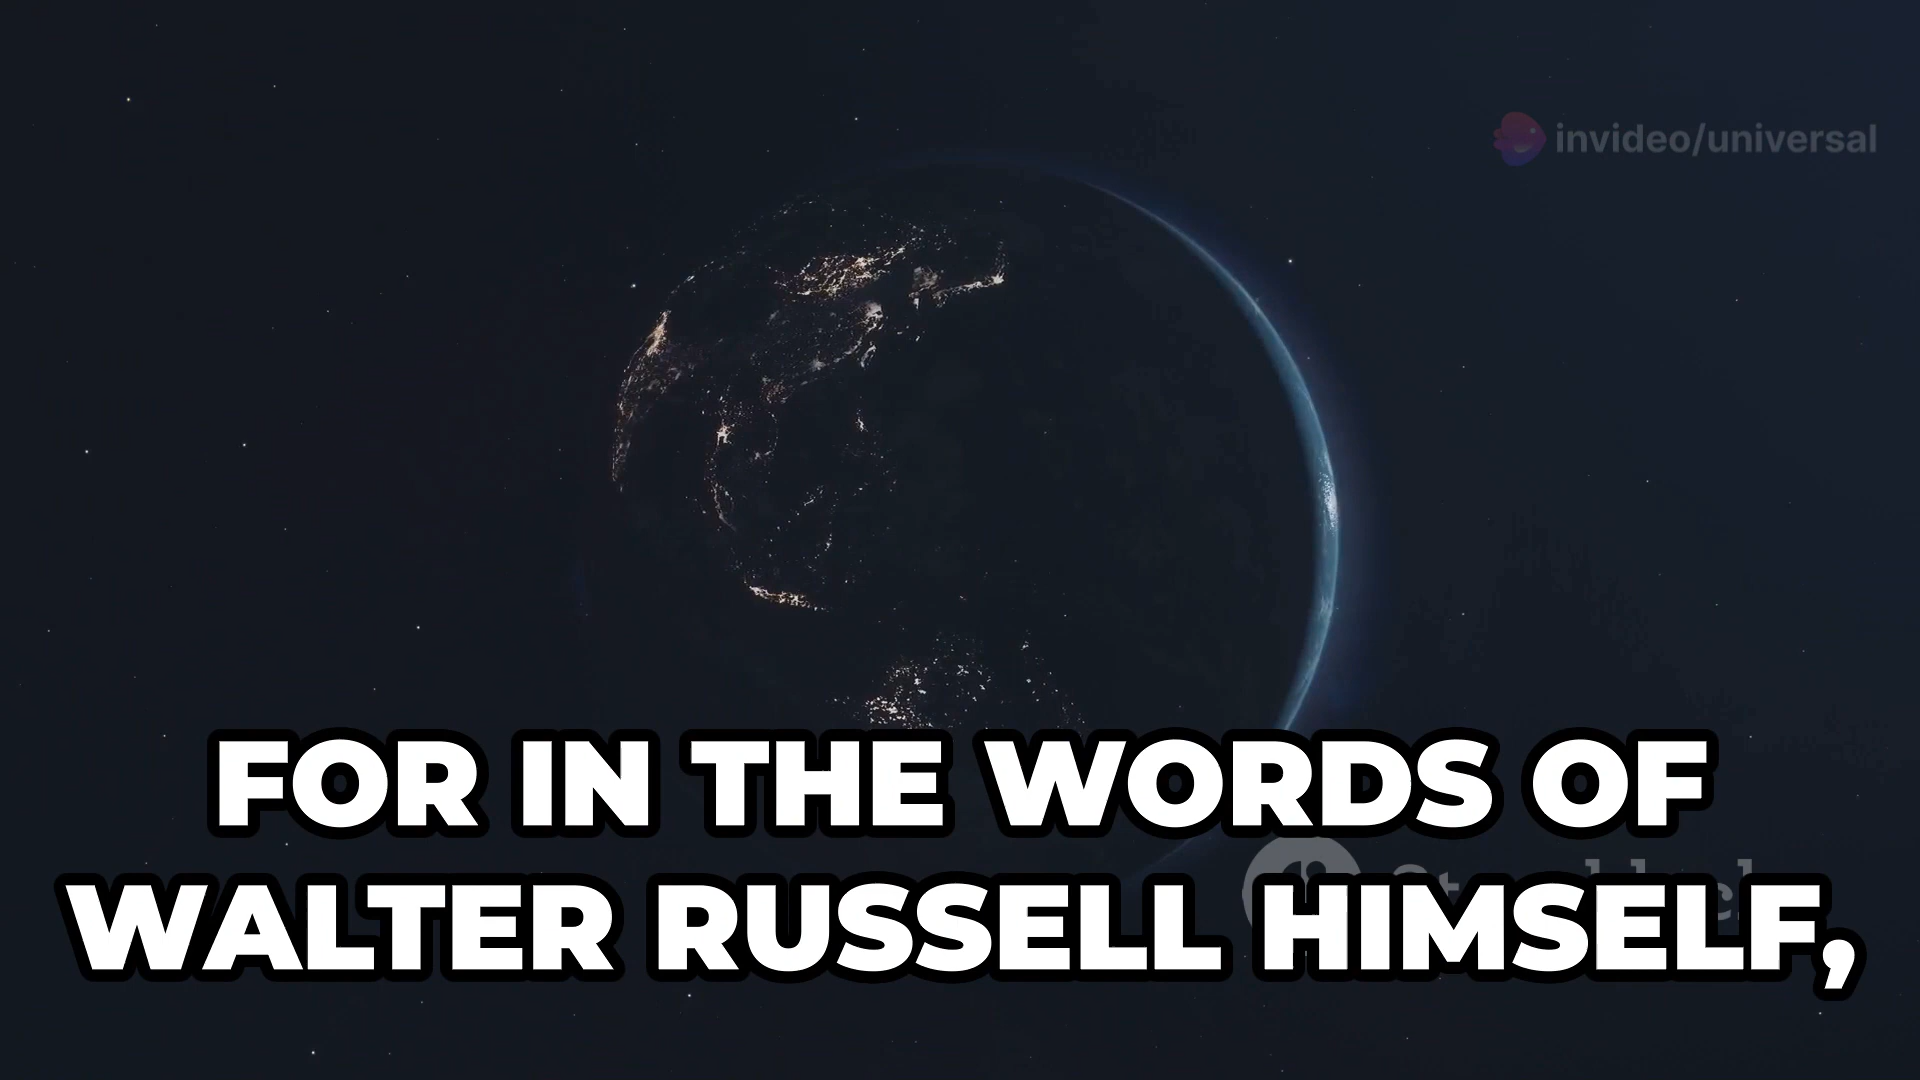 invideo/universal
FOR IN THE WORDS OF
WALTER RUSSELL HIMSELF,